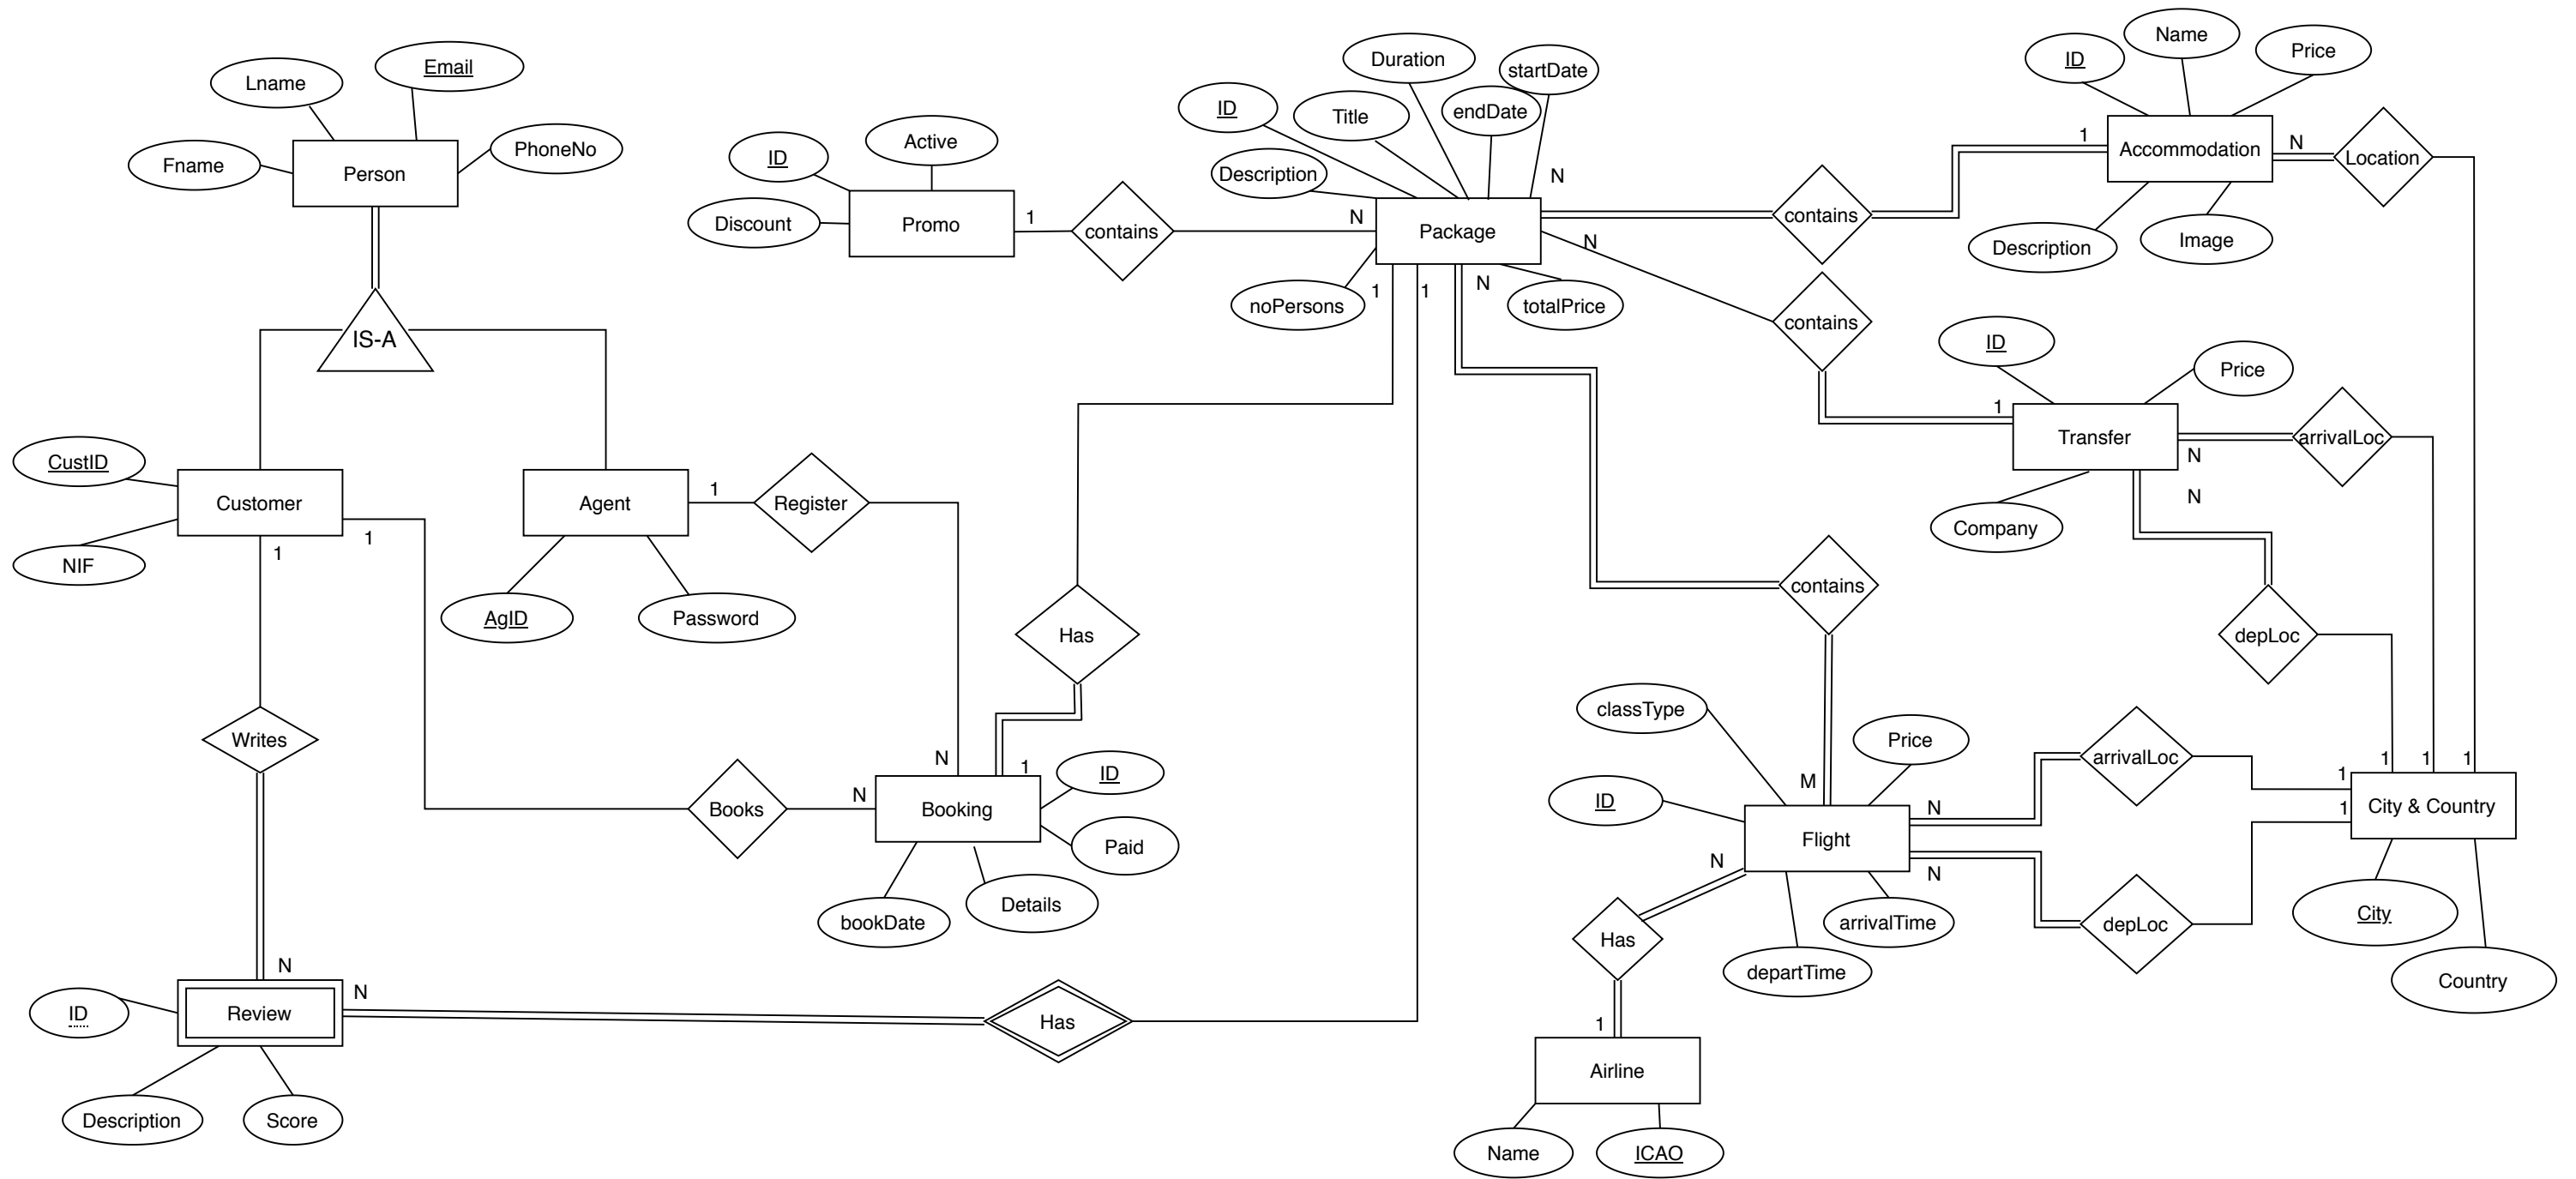 Lname
Email
Fname
PhoneNo
Person
IS-A
CustID
Customer
NIF
1
1
Agent
AgID
Password
1
Register
Writes
Books
N
N
Booking
1
ID
Paid
bookDate
Details
Has
N
Review
ID
Description
Score
N
Has
ID
Active
Discount
Promo
1
contains
N
Duration
startDate
ID
Title
endDate
Description
Package
N
N
noPersons
1
1
N
totalPrice
contains
1
ID
Name
Price
Accommodation
Description
Image
N
Location
contains
1
ID
Price
Transfer
Company
N
arrivalLoc
N
depLoc
contains
M
classType
Price
ID
Flight
N
N
N
arrivalTime
departTime
Has
1
Airline
Name
ICAO
arrivalLoc
depLoc
1
1
1
1
1
City & Country
City
Country